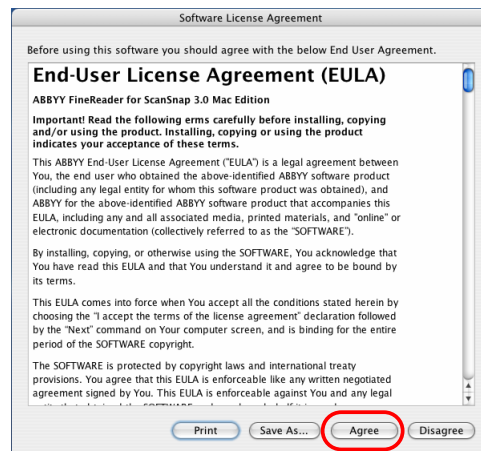 Software License Agreement
Before using this software you should agree with the below End User Agreement.
End-User License Agreement (EULA)
ABBYY FineReader for ScanSnap 3.0 Mac Edition
Important! Read the following erms carefully before installing, copying
and/or using the product. Installing, copying or using the product
indicates your acceptance of these terms.
This ABBYY End-User License Agreement ("EULA") is a legal agreement between
You, the end user who obtained the above-identified ABBYY software product
(including any legal entity for whom this software product was obtained), and
ABBYY for the above-identified ABBYY software product that accompanies this
EULA, including any and all associated media, printed materials, and "online" or
electronic documentation (collectively referred to as the "SOFTWARE").
By installing, copying, or otherwise using the SOFTWARE, You acknowledge that
You have read this EULA and that You understand it and agree to be bound by
its terms.
This EULA comes into force when You accept all the conditions stated herein by
choosing the "I accept the terms of the license agreement" declaration followed
by the "Next" command on Your computer screen, and is binding for the entire
period of the SOFTWARE copyright.
The SOFTWARE is protected by copyright laws and international treaty
provisions. You agree that this EULA is enforceable like any written negotiated
agreement signed by You. This EULA is enforceable against You and any legal
Print Save As... Agree Disagree